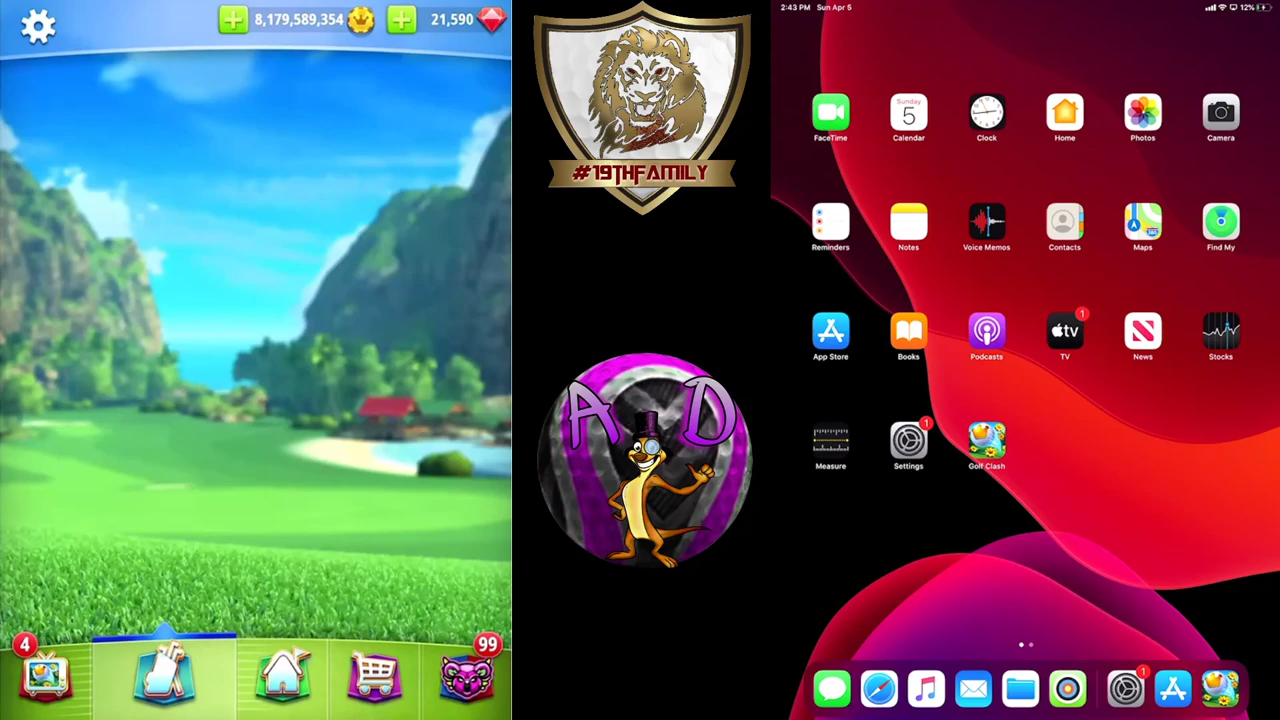 8,179,589,354
21,590
4
99
#19THFAMILY
A D
2:43 PM Sun Apr 5
12%
Sunday
5
FaceTime
Calendar
Clock
Home
Photos
Camera
Reminders
Notes
Voice Memos
Contacts
Maps
Find My
tv
1
App Store
Books
Podcasts
TV
News
Stocks
1
Measure
Settings
Golf Clash
1